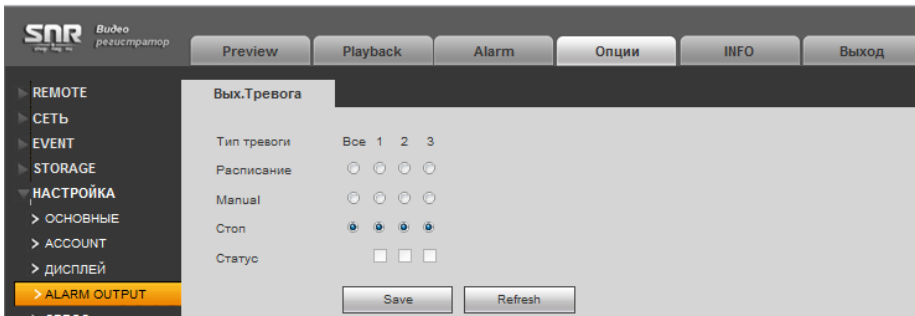 SNR Видео
регистратор
Preview Playback Alarm Опции INFO Выход
REMOTE
СЕТЬ
EVENT
STORAGE
НАСТРОЙКА
> ОСНОВНЫЕ
> ACCOUNT
> ДИСПЛЕЙ
> ALARM OUTPUT
Вых.Тревога
Тип тревоги Все 1 2 3
Расписание
Manual
Стоп
Статус
Save Refresh